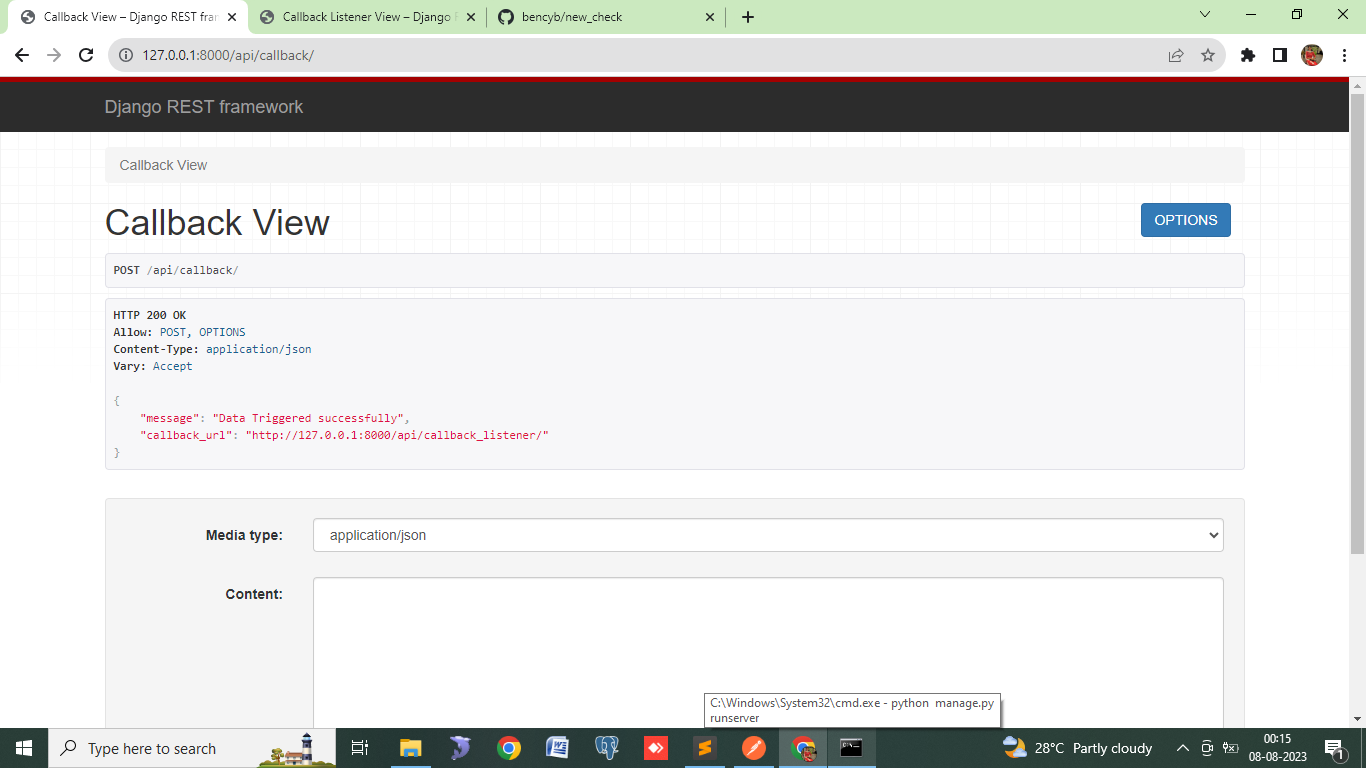 Callback View – Django REST fra
Callback Listener View – Django
bencyb/new_check
127.0.0.1:8000/api/callback/
Django REST framework
Callback View
Callback View
OPTIONS
POST /api/callback/
HTTP 200 OK
Allow: POST, OPTIONS
Content-Type: application/json
Vary: Accept
{
"message": "Data Triggered successfully",
"callback_url": "http://127.0.0.1:8000/api/callback_listener/"
}
Media type:
application/json
Content:
C:\Windows\System32\cmd.exe - python  manage.py
runserver
Type here to search
28°C Partly cloudy
00:15
08-08-2023
1